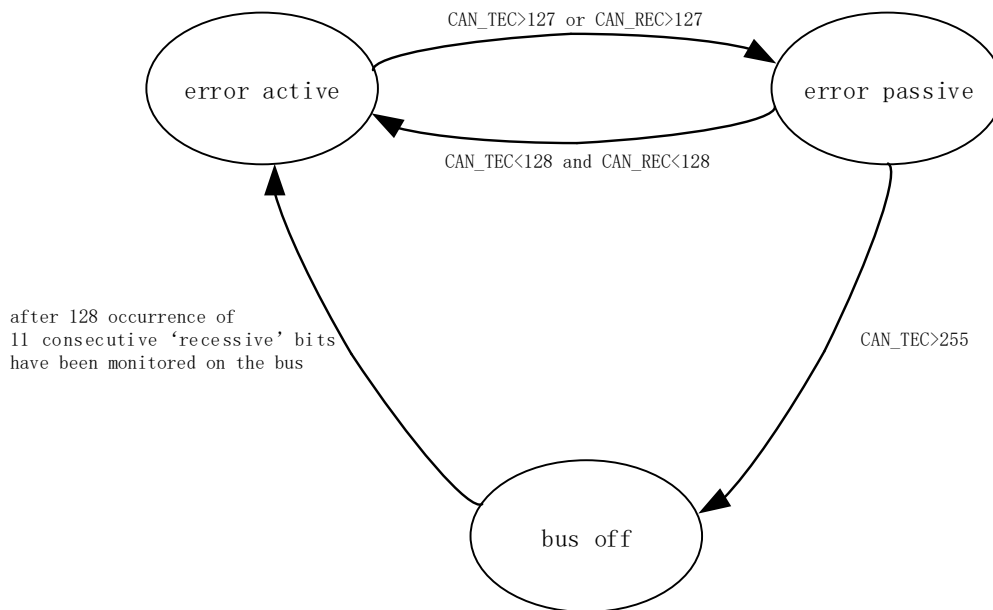 CAN_TEC>127 or CAN_REC>127
error active
error passive
CAN_TEC<128 and CAN_REC<128
after 128 occurrence of
11 consecutive ‘recessive’ bits
have been monitored on the bus
CAN_TEC>255
bus off